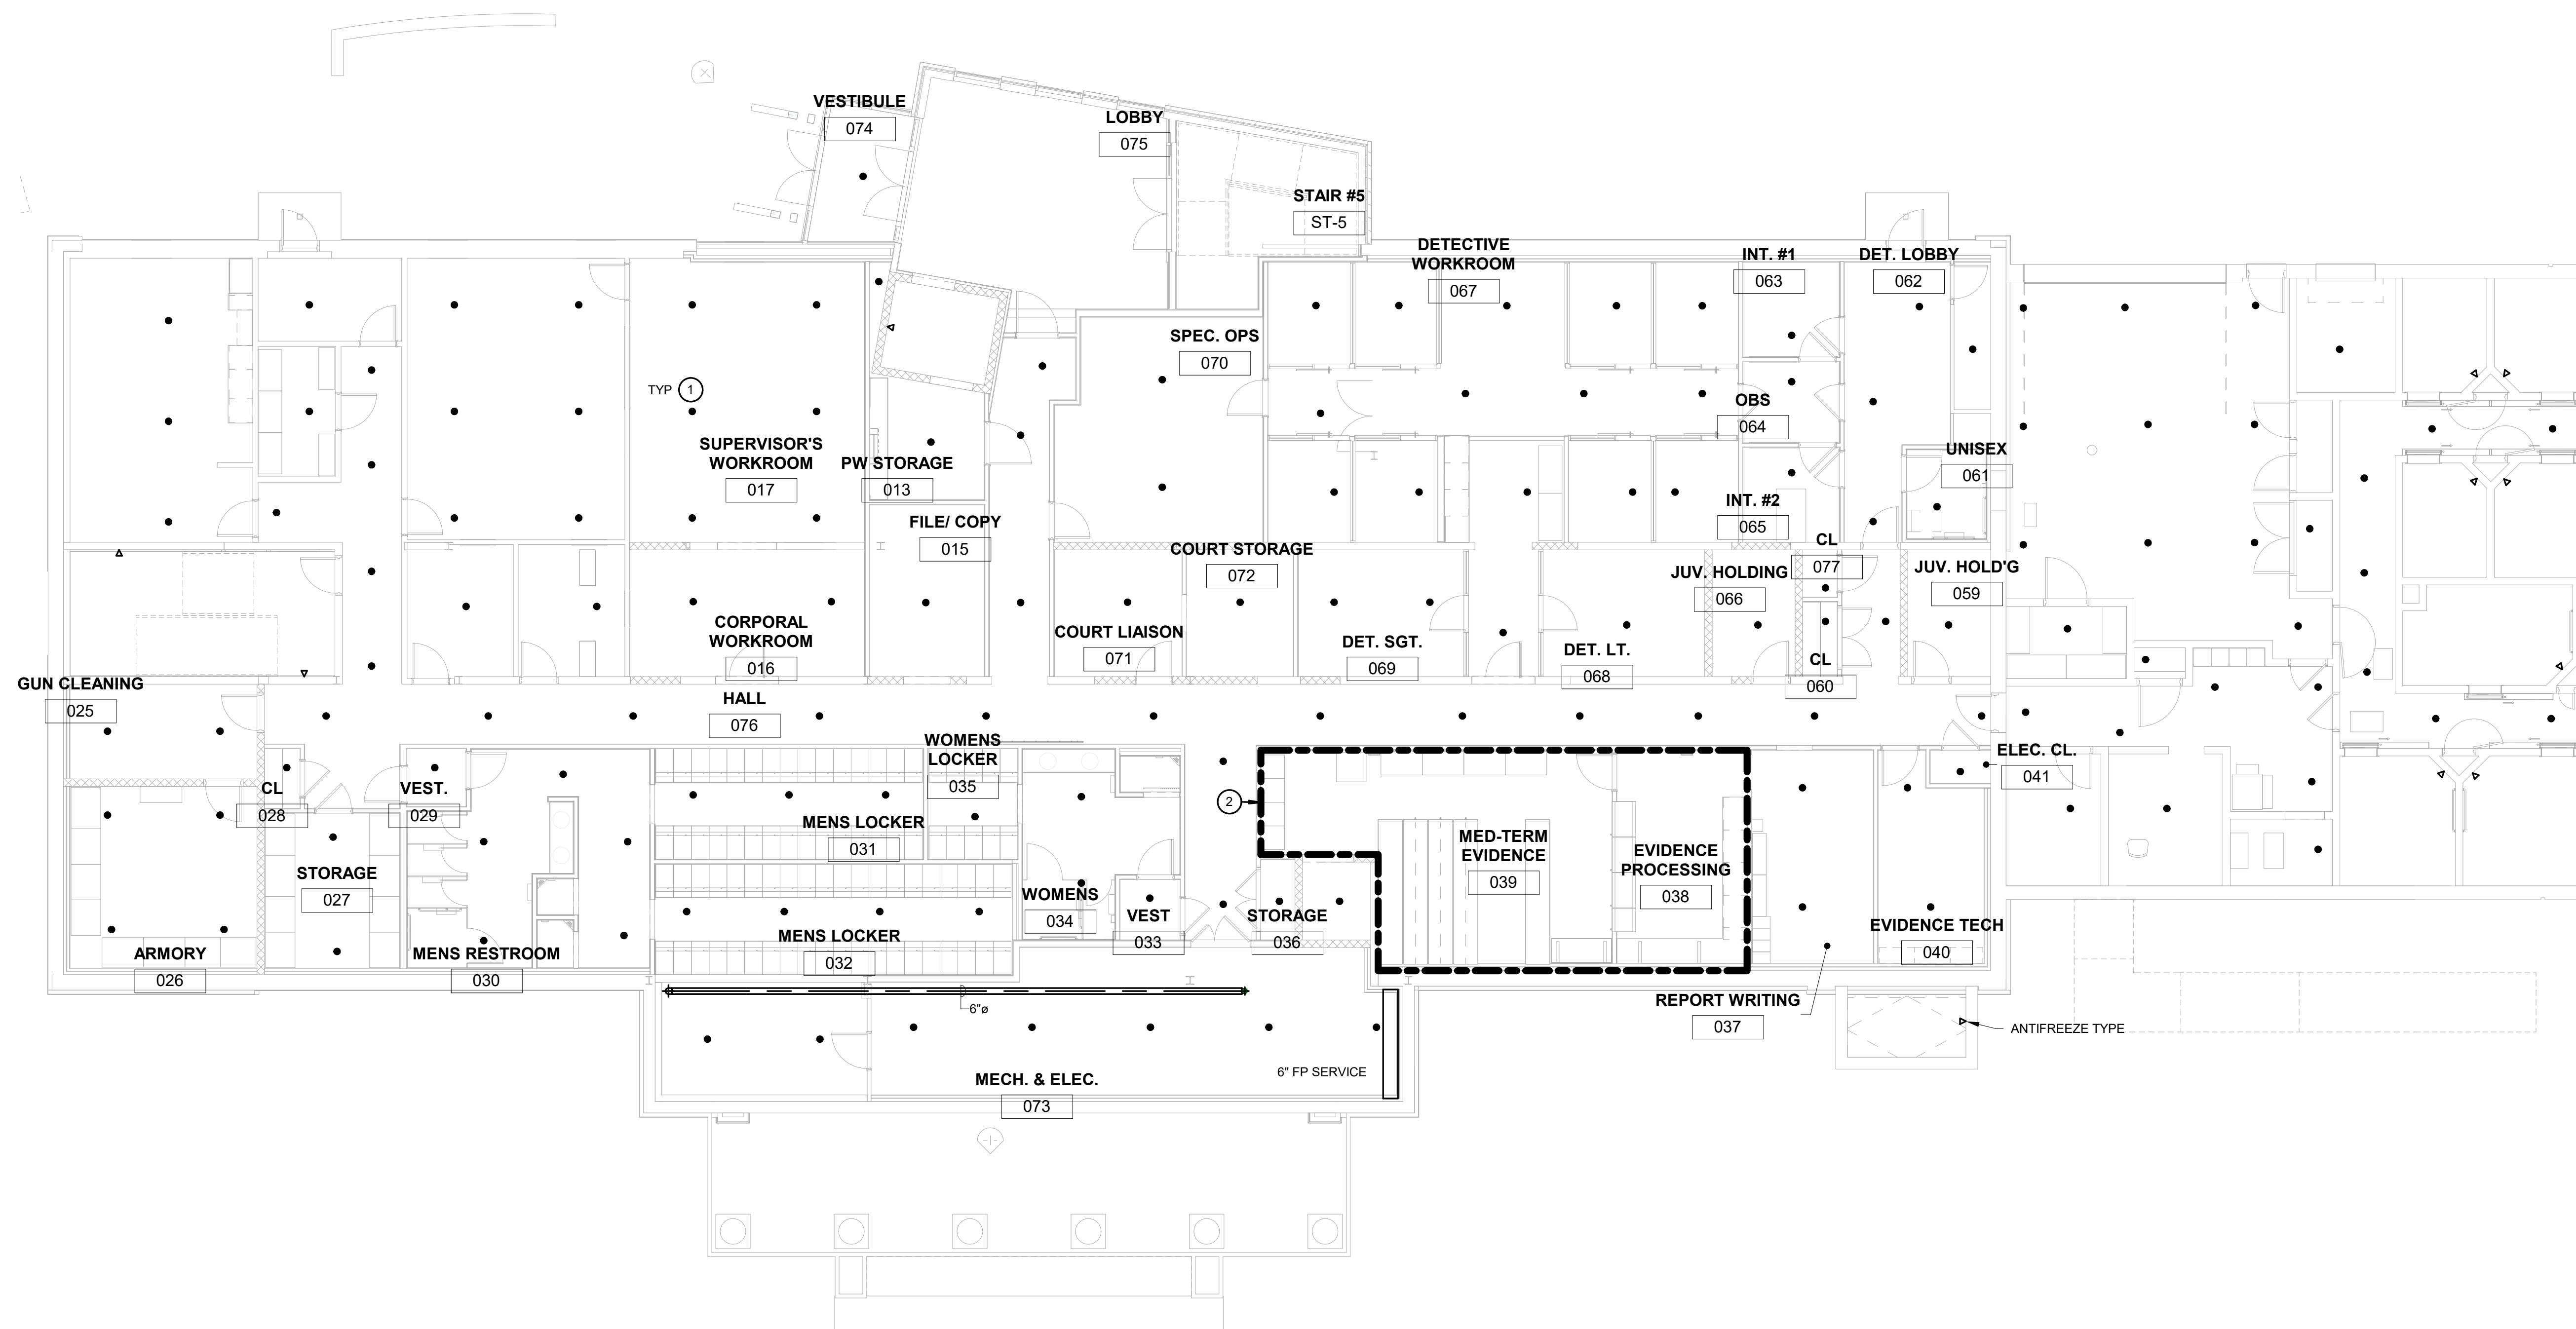 VESTIBULE
074
LOBBY
075
STAIR #5
ST-5
DETECTIVE
WORKROOM
067
INT. #1
063
DET. LOBBY
062
SPEC. OPS
070
TYP 1
OBS
064
SUPERVISOR'S
WORKROOM
017
PW STORAGE
013
UNISEX
061
INT. #2
065
FILE/ COPY
015
COURT STORAGE
072
CL
077
JUV. HOLDING
066
JUV. HOLD'G
059
CORPORAL
WORKROOM
016
COURT LIAISON
071
DET. SGT.
069
DET. LT.
068
CL
060
GUN CLEANING
025
HALL
076
WOMENS
LOCKER
035
ELEC. CL.
041
CL
028
VEST.
029
2
MENS LOCKER
031
MED-TERM
EVIDENCE
039
EVIDENCE
PROCESSING
038
STORAGE
027
WOMENS
034
VEST
033
STORAGE
036
EVIDENCE TECH
040
ARMORY
026
MENS RESTROOM
030
MENS LOCKER
032
6"ø
REPORT WRITING
037
ANTIFREEZE TYPE
6" FP SERVICE
MECH. & ELEC.
073